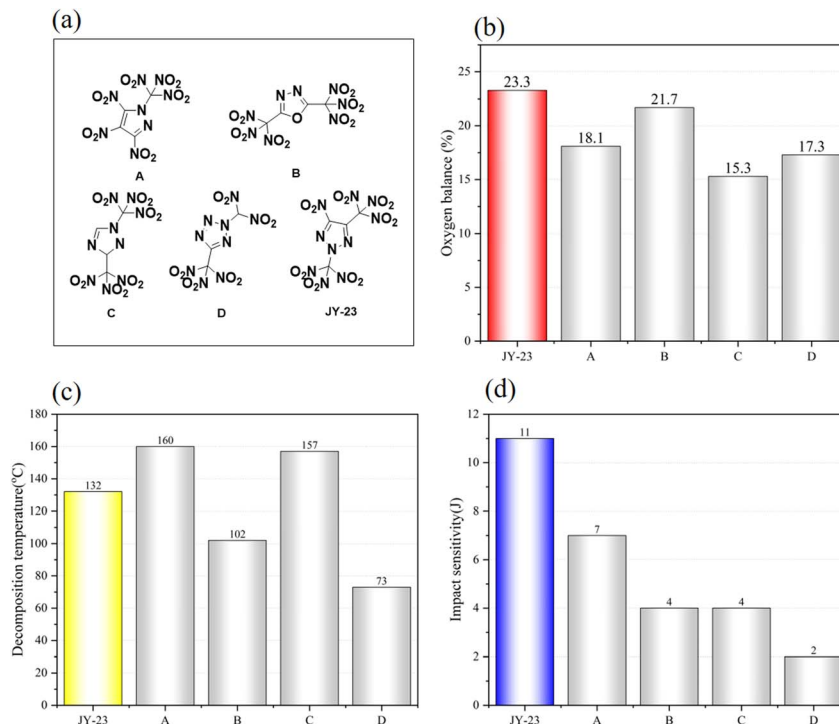 (a)
NO₂
O₂N NO₂
O₂N N NO₂
O₂N N
NO₂
A
N-N
O₂N NO₂
O₂N O NO₂
O₂N NO₂
B
O₂N NO₂
NO₂
N
N N
O₂N NO₂
NO₂
C
O₂N
N-N NO₂
N N
O₂N NO₂
NO₂
D
O₂N NO₂
O₂N NO₂
N N
N
O₂N NO₂
NO₂
JY-23
(b)
Oxygen balance (%)
25
20
15
10
5
0
23.3
18.1
21.7
15.3
17.3
JY-23 A B C D
(c)
Decomposition temperature(°C)
180
160
140
120
100
80
60
40
20
0
132
160
102
157
73
JY-23 A B C D
(d)
Impact sensitivity(J)
12
10
8
6
4
2
0
11
7
4
4
2
JY-23 A B C D